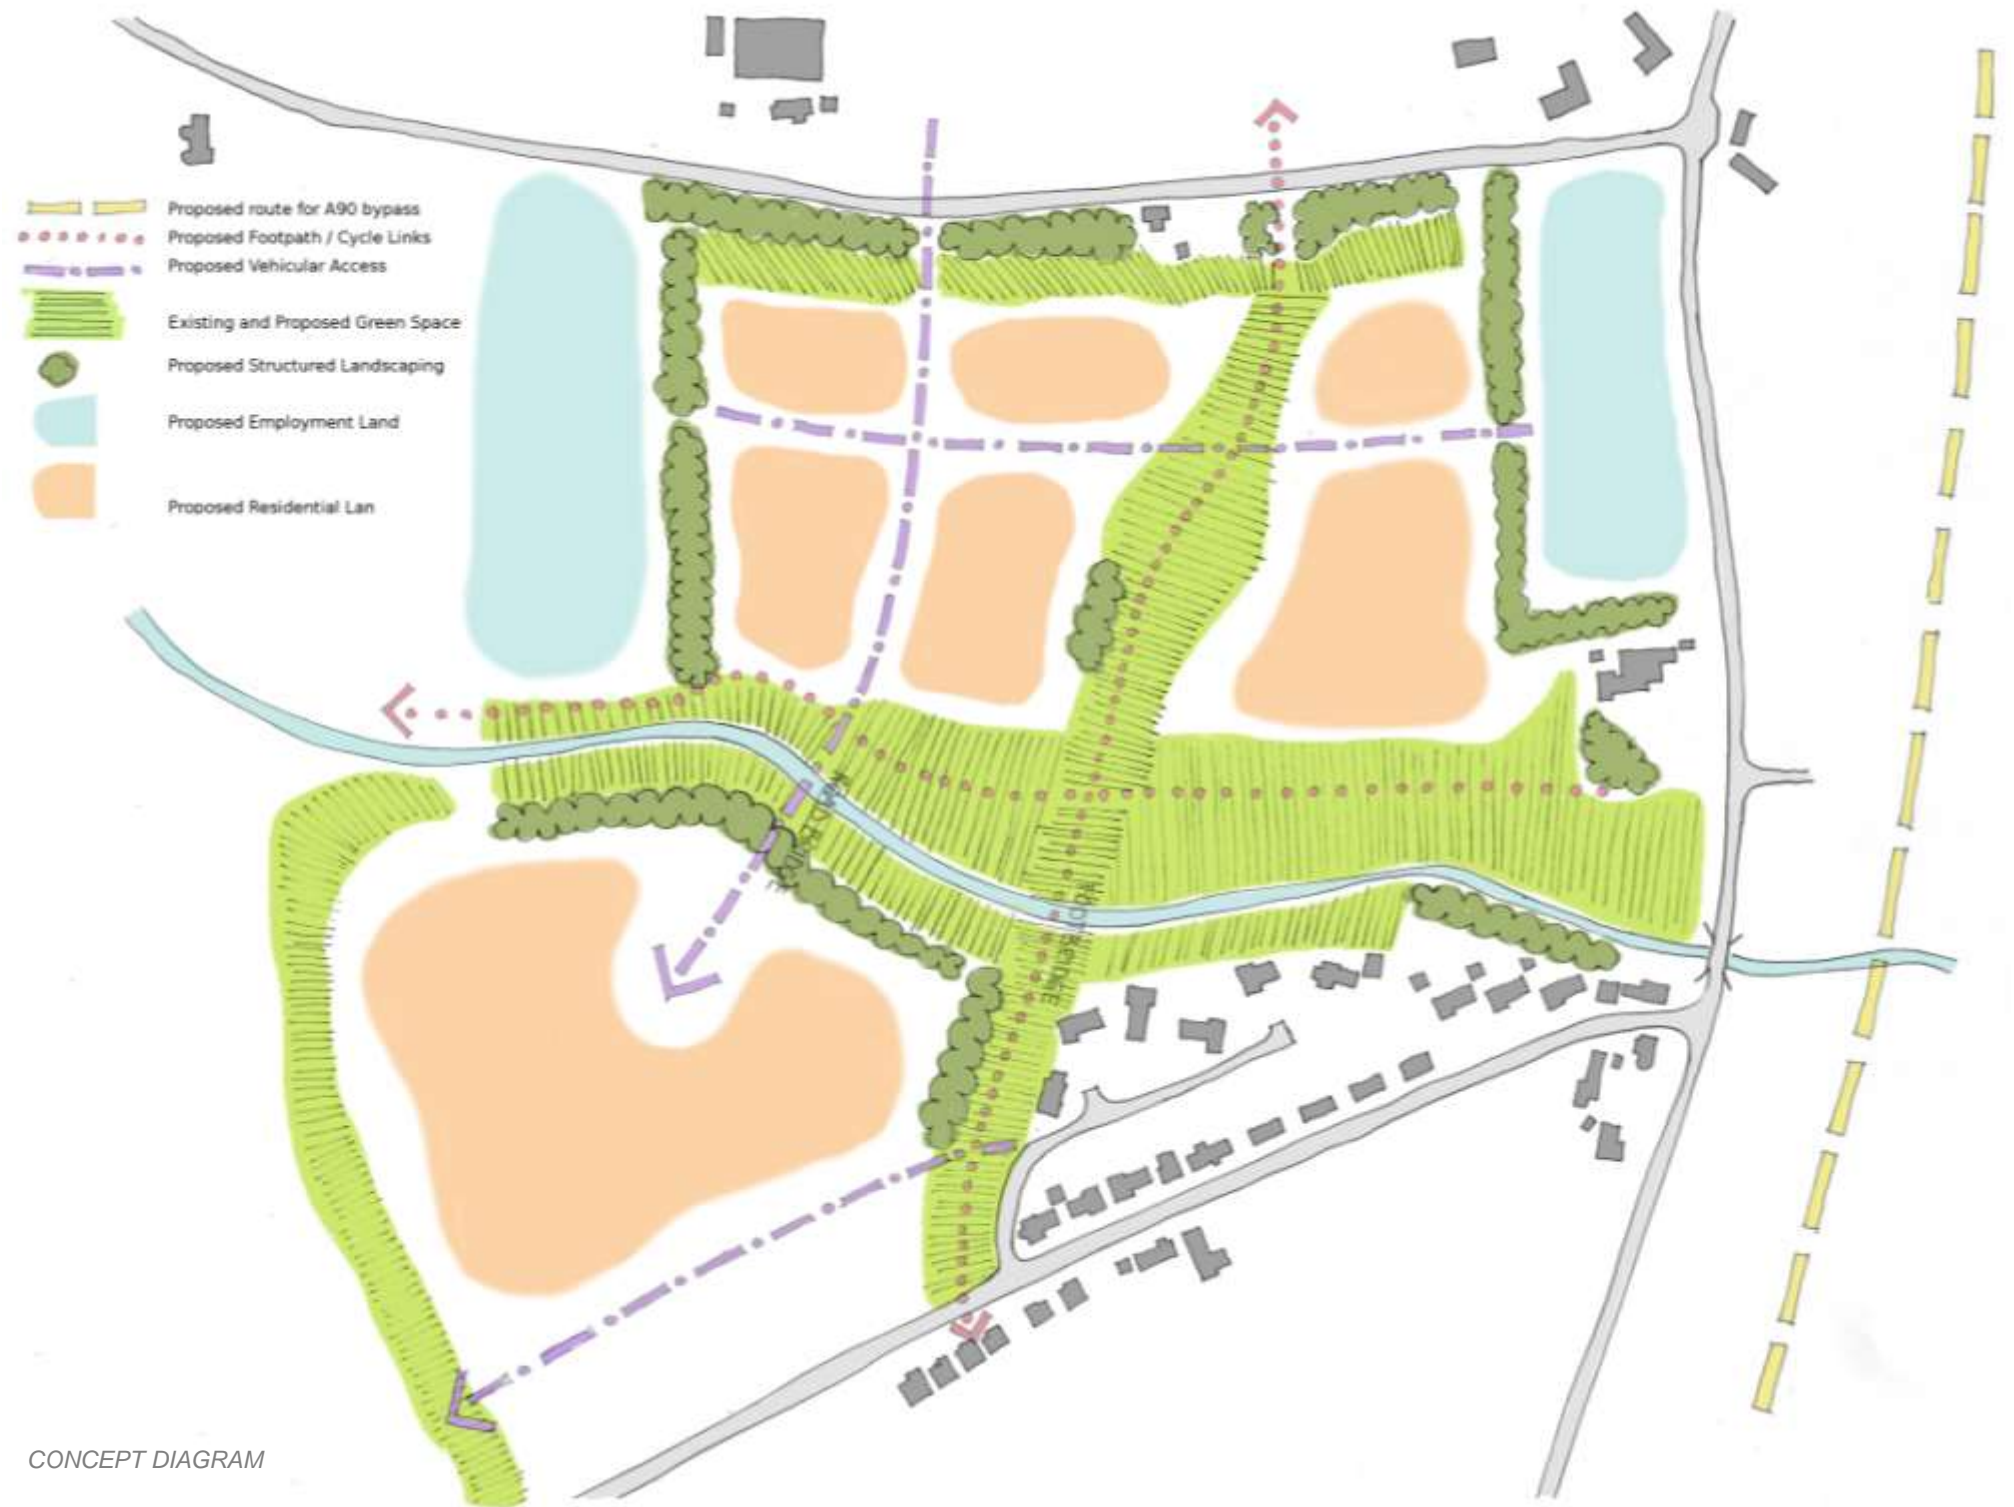 Proposed route for A90 bypass
Proposed Footpath / Cycle Links
Proposed Vehicular Access
Existing and Proposed Green Space
Proposed Structured Landscaping
Proposed Employment Land
Proposed Residential Lan
CONCEPT DIAGRAM